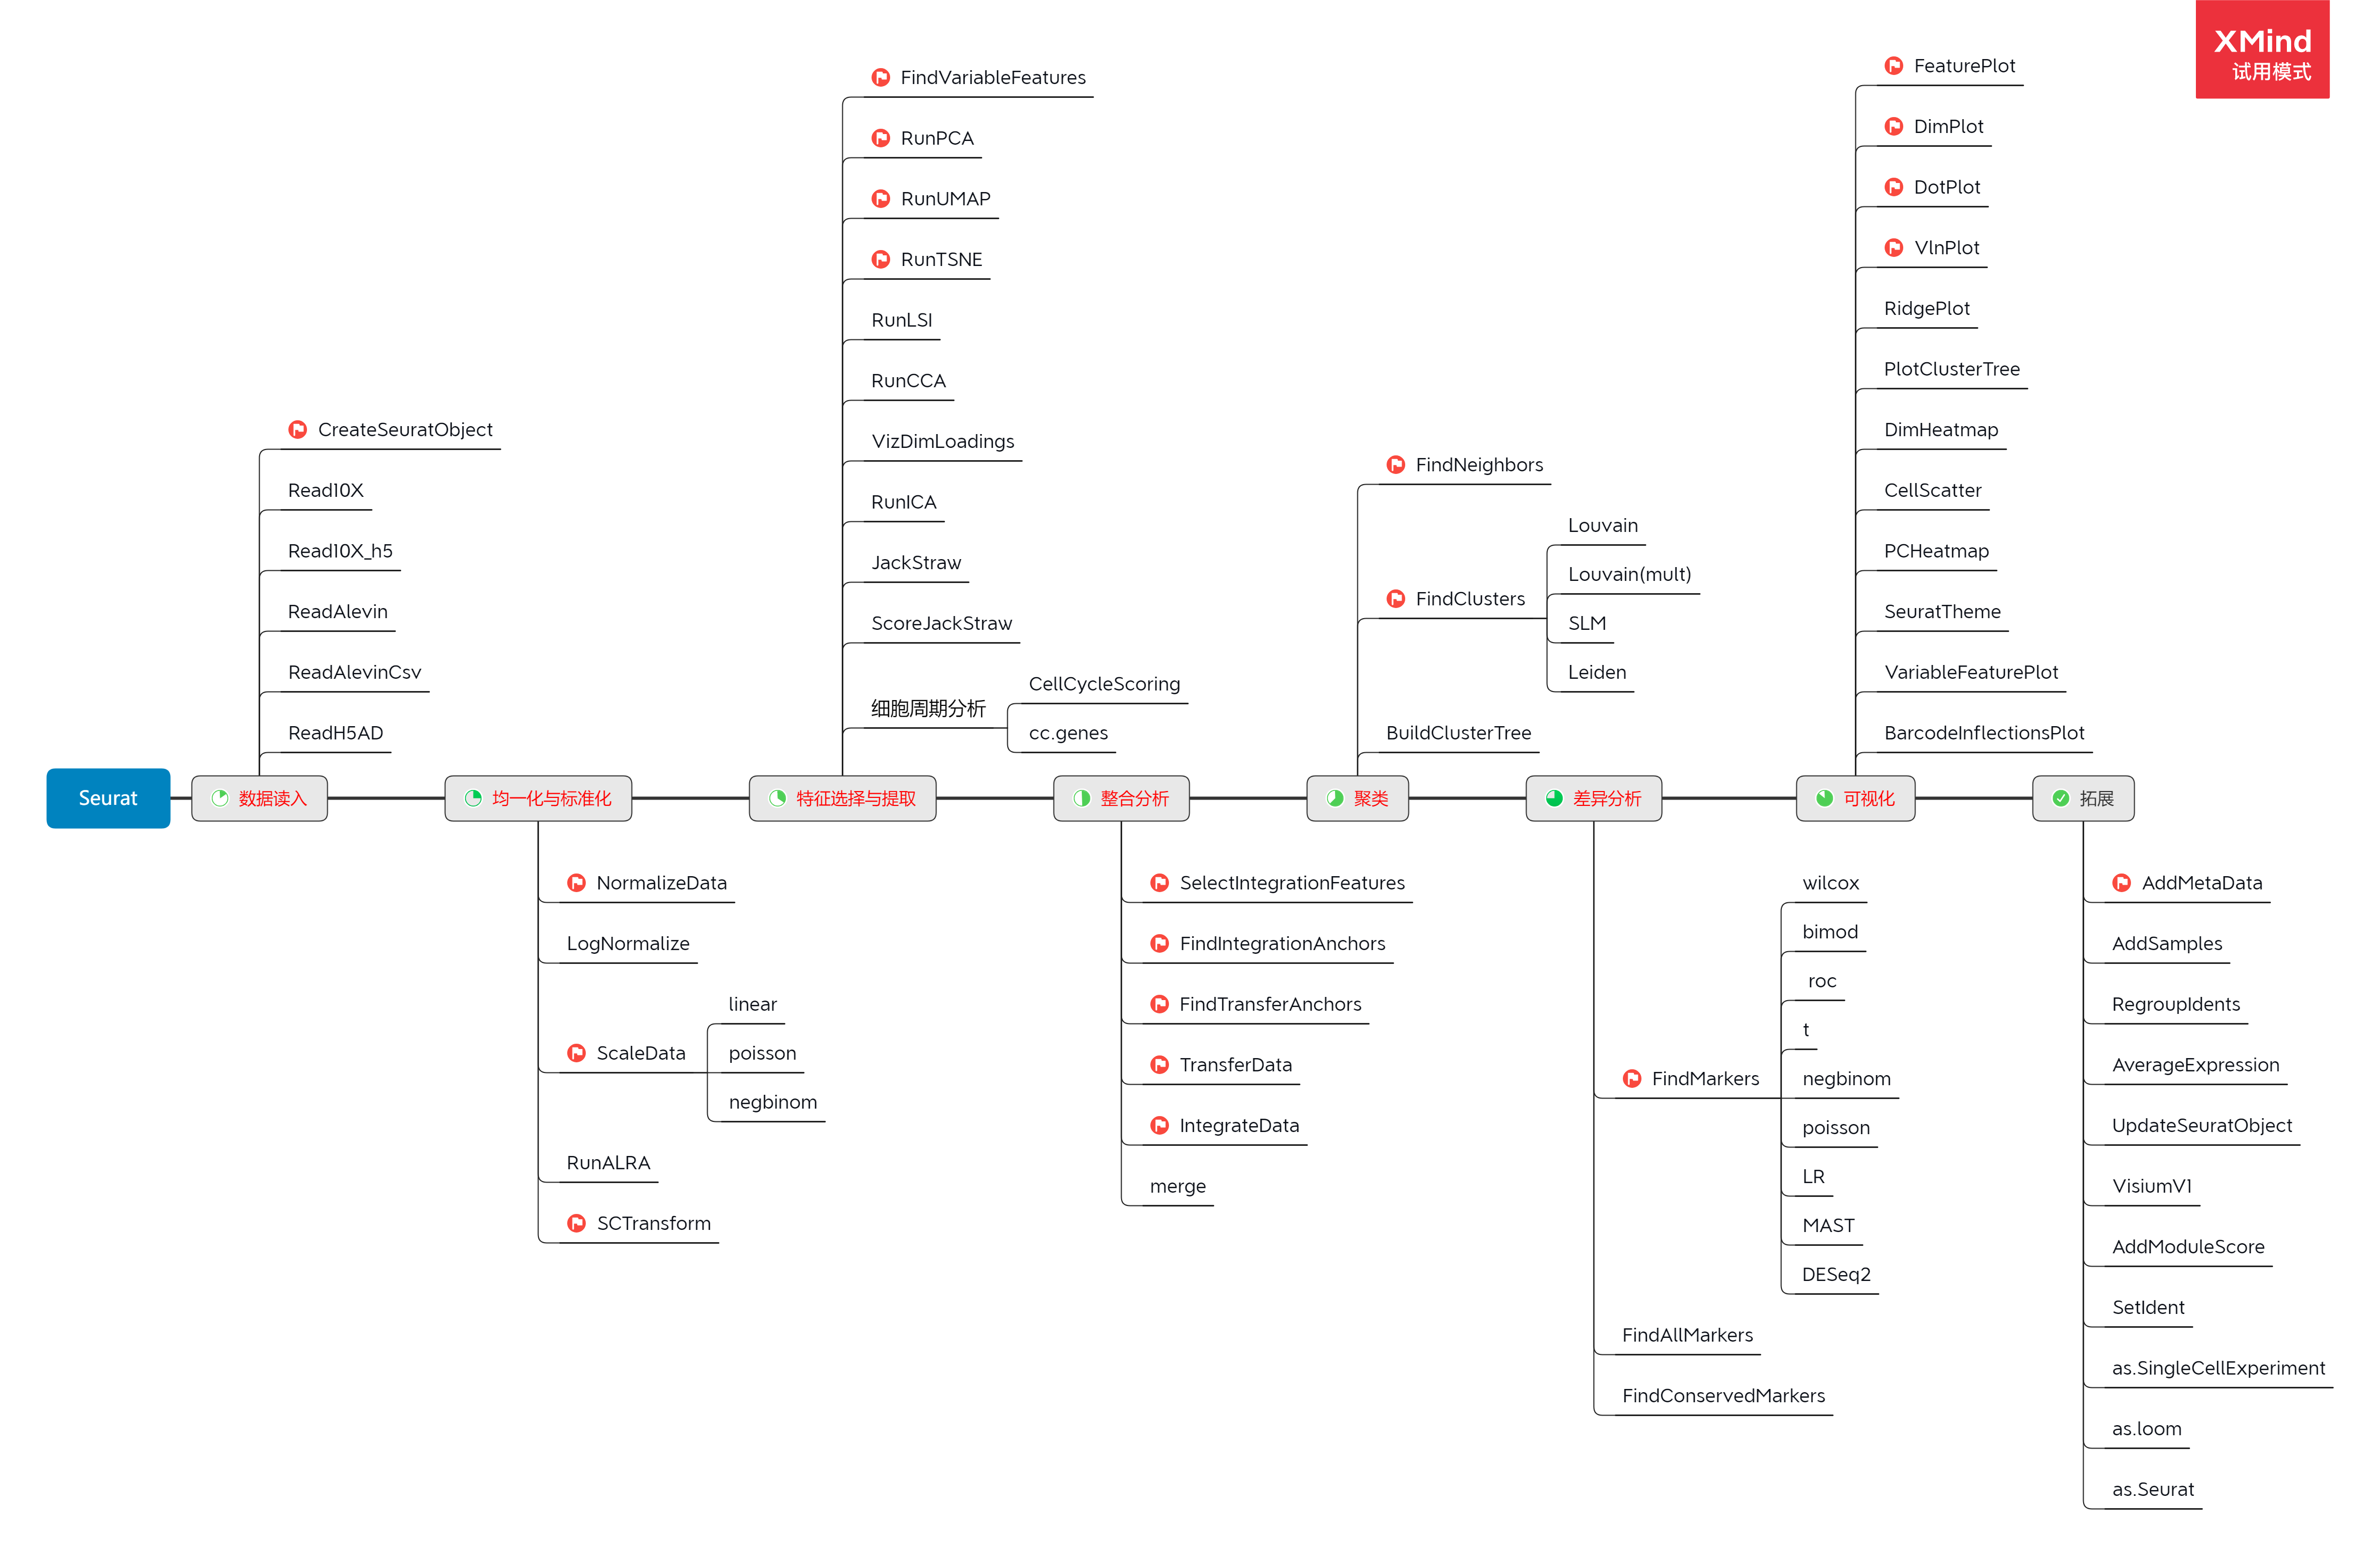 XMind
试用模式
Seurat
数据读入
CreateSeuratObject
Read10X
Read10X_h5
ReadAlevin
ReadAlevinCsv
ReadH5AD
均一化与标准化
NormalizeData
LogNormalize
ScaleData
linear
poisson
negbinom
RunALRA
SCTransform
特征选择与提取
FindVariableFeatures
RunPCA
RunUMAP
RunTSNE
RunLSI
RunCCA
VizDimLoadings
RunICA
JackStraw
ScoreJackStraw
细胞周期分析
CellCycleScoring
cc.genes
整合分析
SelectIntegrationFeatures
FindIntegrationAnchors
FindTransferAnchors
TransferData
IntegrateData
merge
聚类
FindNeighbors
FindClusters
Louvain
Louvain(mult)
SLM
Leiden
BuildClusterTree
差异分析
FindMarkers
wilcox
bimod
roc
t
negbinom
poisson
LR
MAST
DESeq2
FindAllMarkers
FindConservedMarkers
可视化
FeaturePlot
DimPlot
DotPlot
VlnPlot
RidgePlot
PlotClusterTree
DimHeatmap
CellScatter
PCHeatmap
SeuratTheme
VariableFeaturePlot
BarcodeInflectionsPlot
拓展
AddMetaData
AddSamples
RegroupIdents
AverageExpression
UpdateSeuratObject
VisiumV1
AddModuleScore
SetIdent
as.SingleCellExperiment
as.loom
as.Seurat